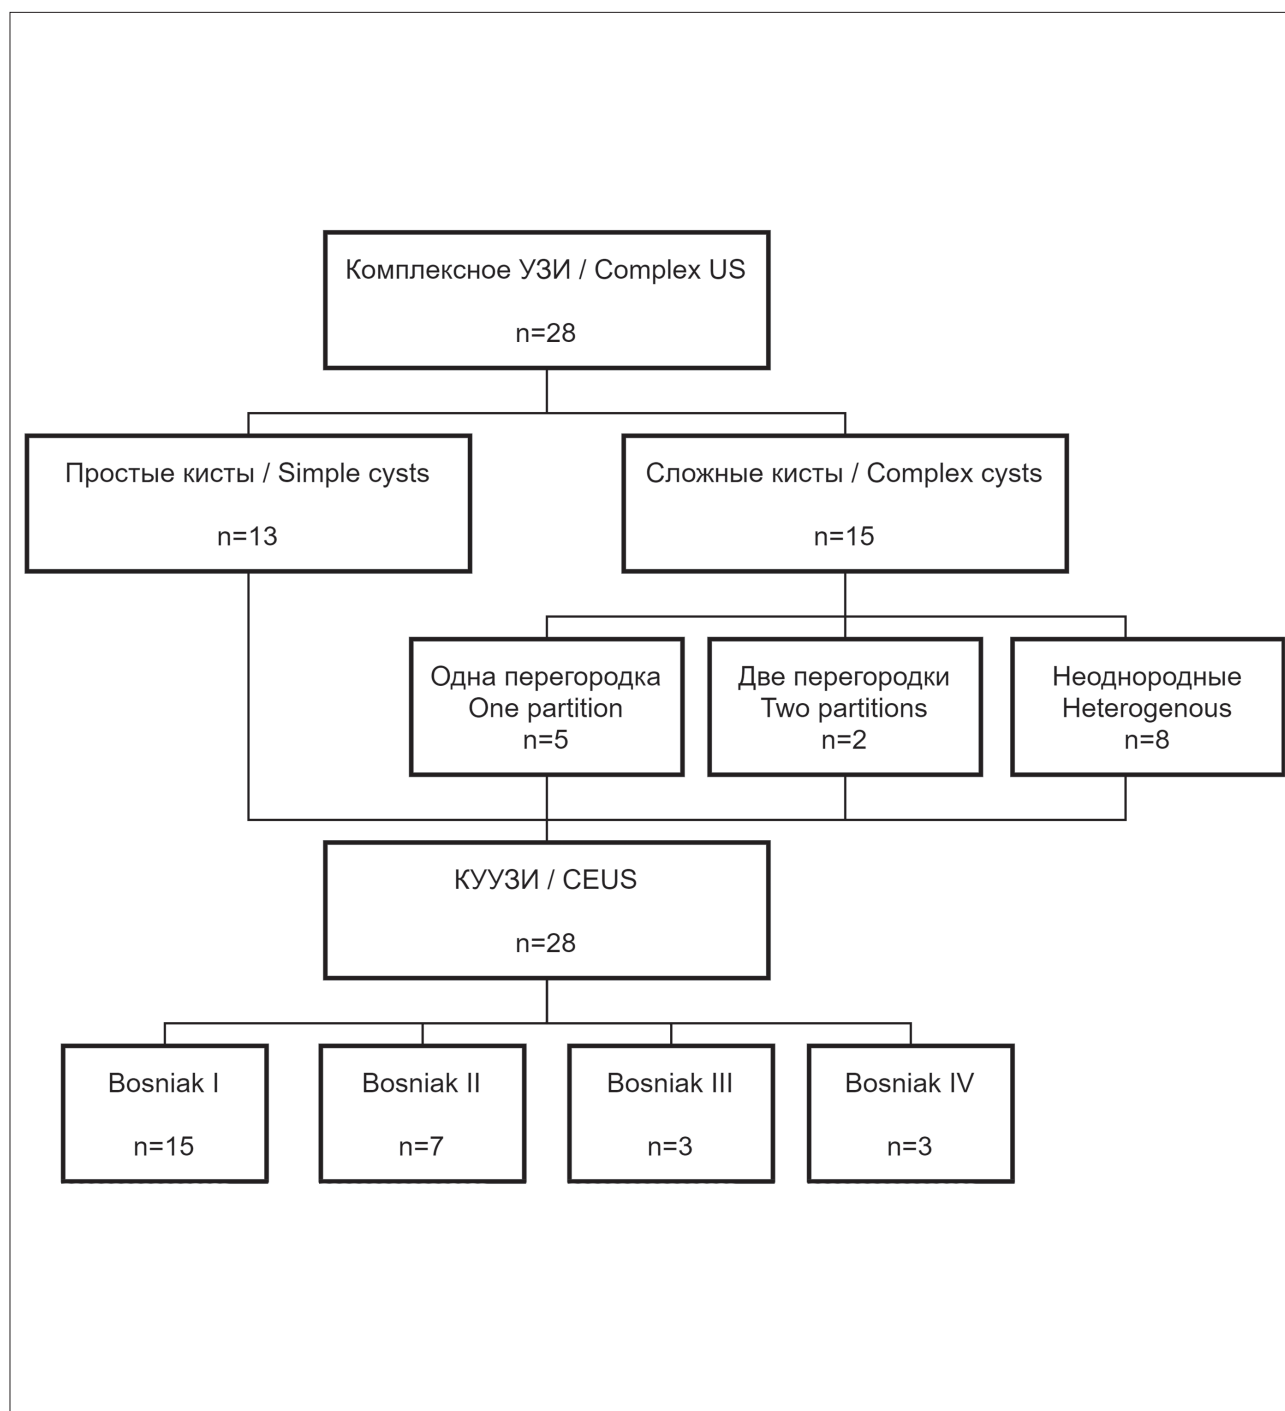 Комплексное УЗИ / Complex US
n=28
Простые кисты / Simple cysts
n=13
Сложные кисты / Complex cysts
n=15
Одна перегородка
One partition
n=5
Две перегородки
Two partitions
n=2
Неоднородные
Heterogenous
n=8
КУУЗИ / CEUS
n=28
Bosniak I
n=15
Bosniak II
n=7
Bosniak III
n=3
Bosniak IV
n=3